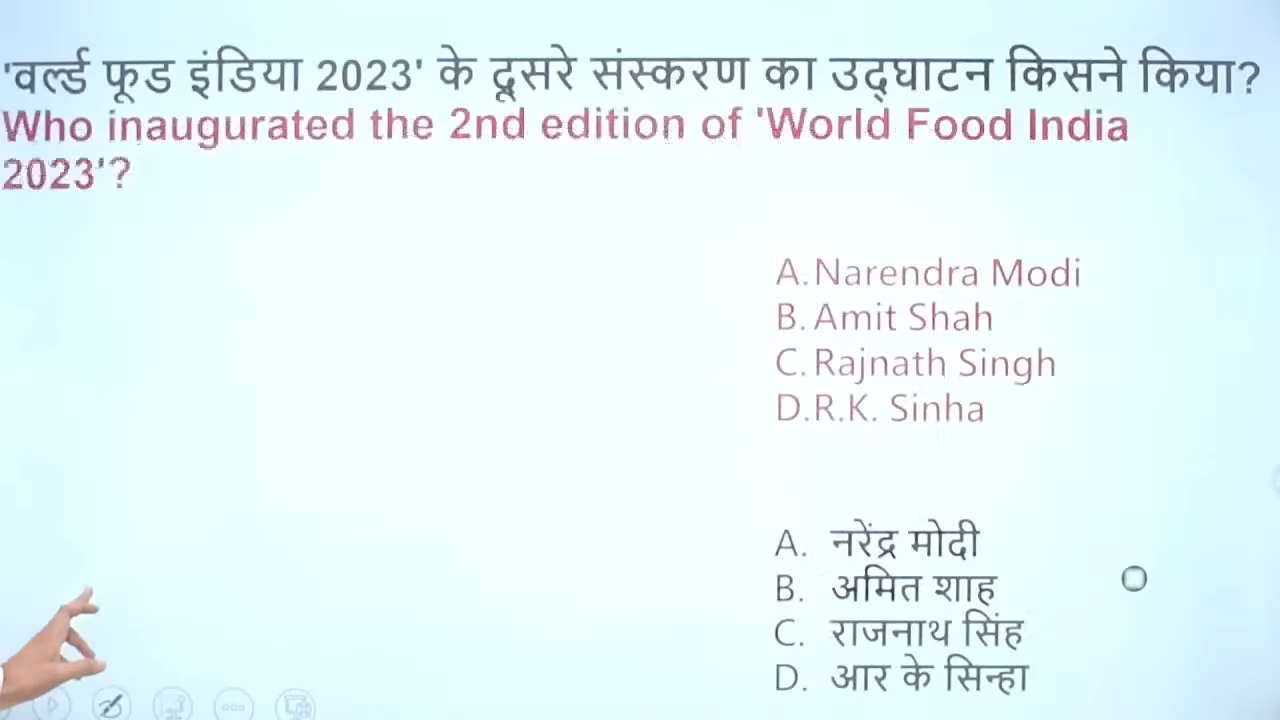 'वर्ल्ड फूड इंडिया 2023' के दूसरे संस्करण का उद्घाटन किसने किया?
Who inaugurated the 2nd edition of 'World Food India
2023'?
A.Narendra Modi
B.Amit Shah
C.Rajnath Singh
D.R.K. Sinha
A. नरेंद्र मोदी
B. अमित शाह
C. राजनाथ सिंह
D. आर के सिन्हा